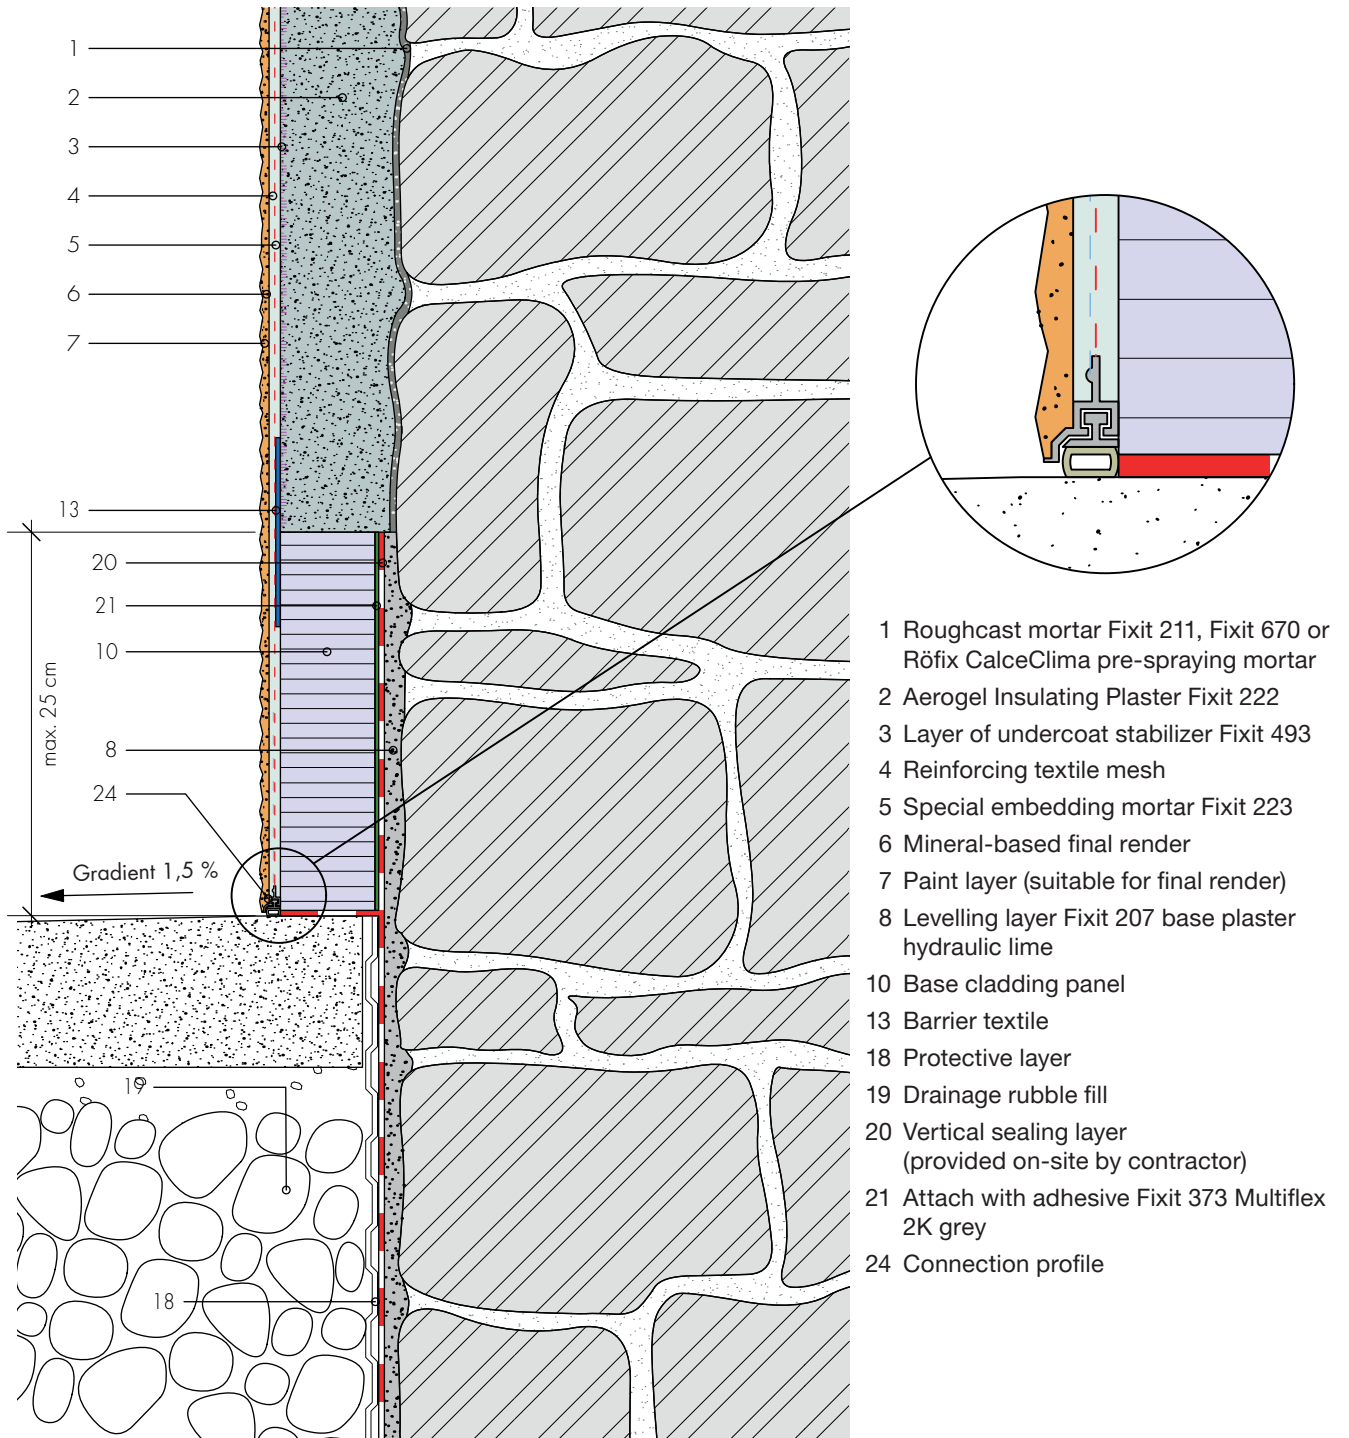 1
2
3
4
5
6
7
13
20
21
10
max. 25 cm
8
24
Gradient 1,5 %
19
18
1 Roughcast mortar Fixit 211, Fixit 670 or
Röfix CalceClima pre-spraying mortar
2 Aerogel Insulating Plaster Fixit 222
3 Layer of undercoat stabilizer Fixit 493
4 Reinforcing textile mesh
5 Special embedding mortar Fixit 223
6 Mineral-based final render
7 Paint layer (suitable for final render)
8 Levelling layer Fixit 207 base plaster
hydraulic lime
10 Base cladding panel
13 Barrier textile
18 Protective layer
19 Drainage rubble fill
20 Vertical sealing layer
(provided on-site by contractor)
21 Attach with adhesive Fixit 373 Multiflex
2K grey
24 Connection profile